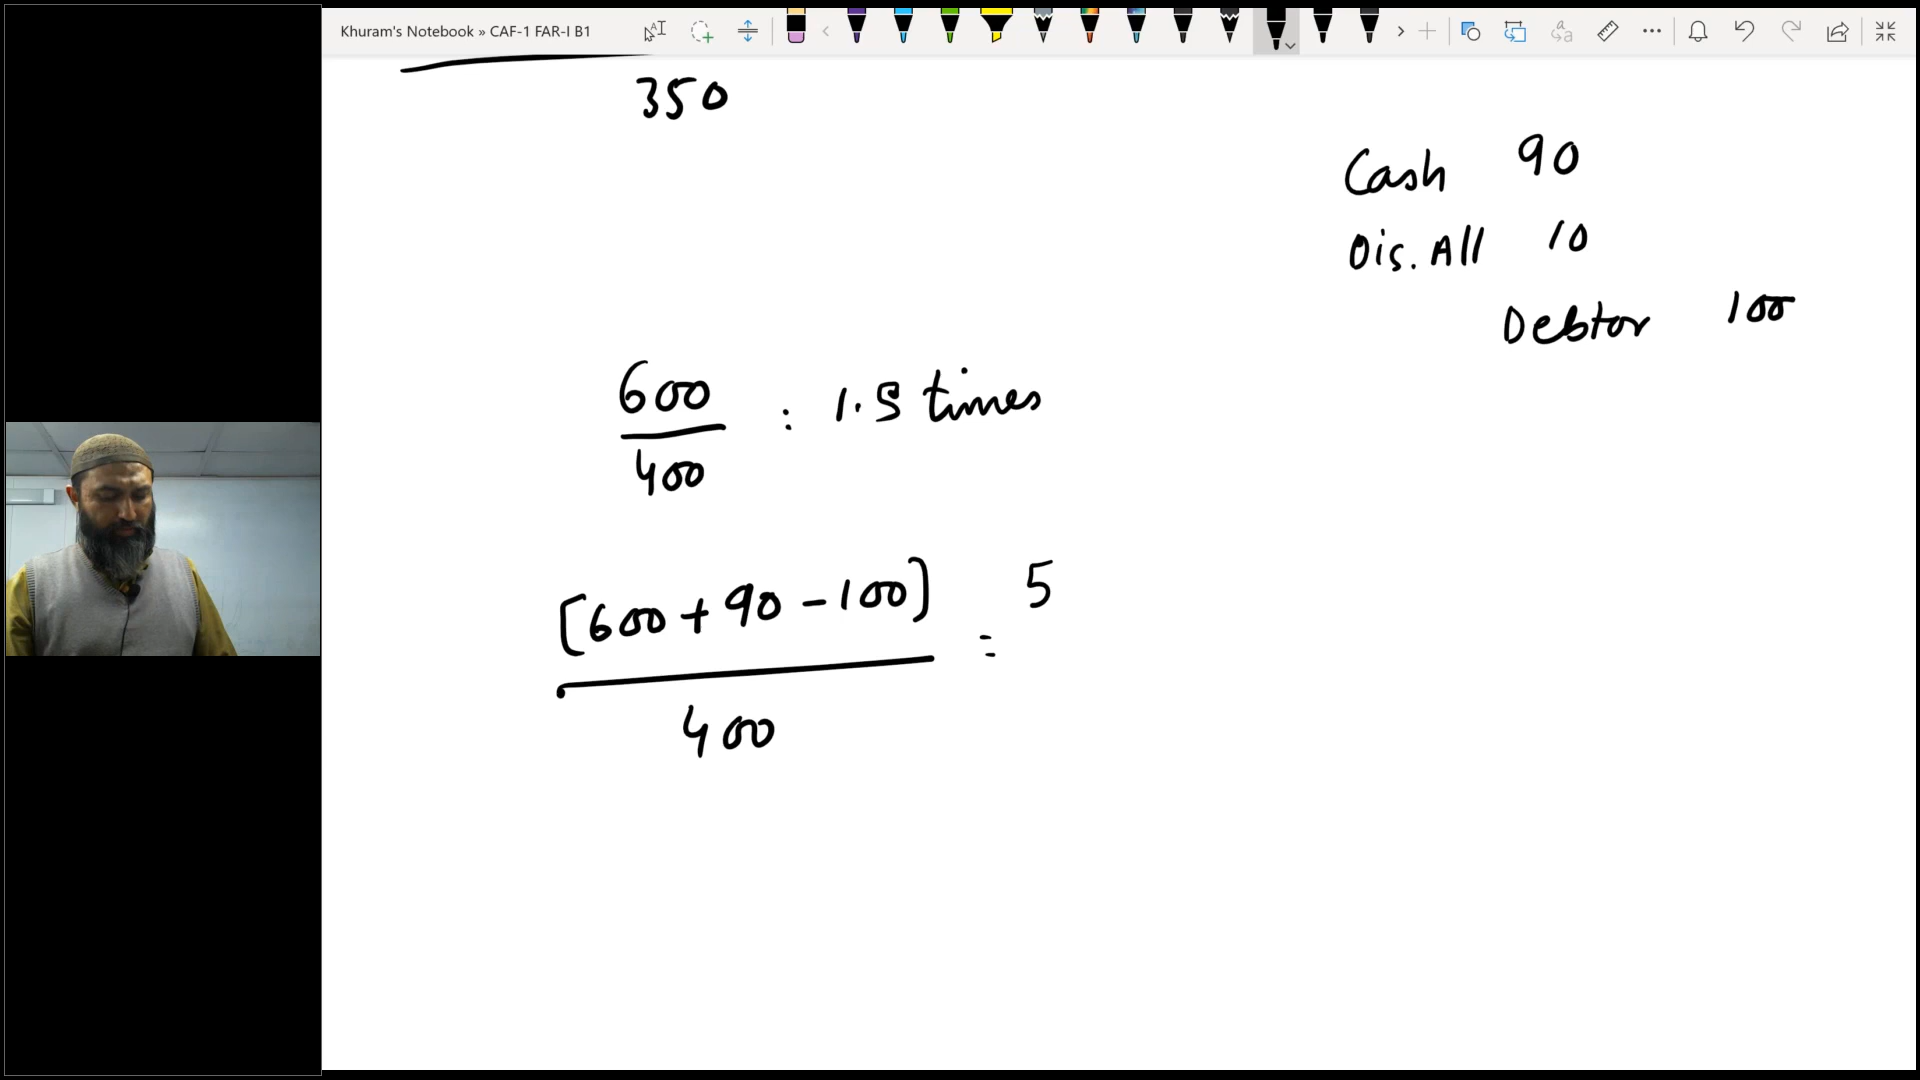 Khuram's Notebook » CAF-1 FAR-I B1
350
Cash 90
Dis. All 10
Debtor 100
600
: 1.5 times
400
[600 + 90 - 100]
= 5
400